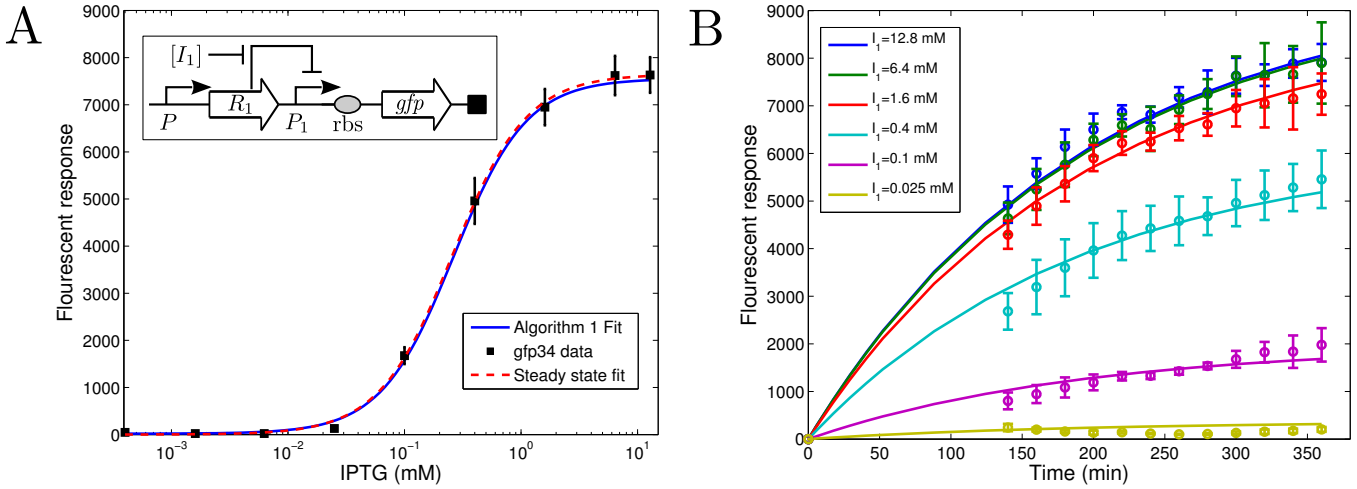 A
Flourescent response
9000
8000
7000
6000
5000
4000
3000
2000
1000
0
[I₁]
R₁
gfp
P
P₁
rbs
Algorithm 1 Fit
gfp34 data
Steady state fit
10⁻³
10⁻²
10⁻¹
10⁰
10¹
IPTG (mM)
B
Flourescent response
9000
8000
7000
6000
5000
4000
3000
2000
1000
0
I₁=12.8 mM
I₁=6.4 mM
I₁=1.6 mM
I₁=0.4 mM
I₁=0.1 mM
I₁=0.025 mM
0
50
100
150
200
250
300
350
Time (min)